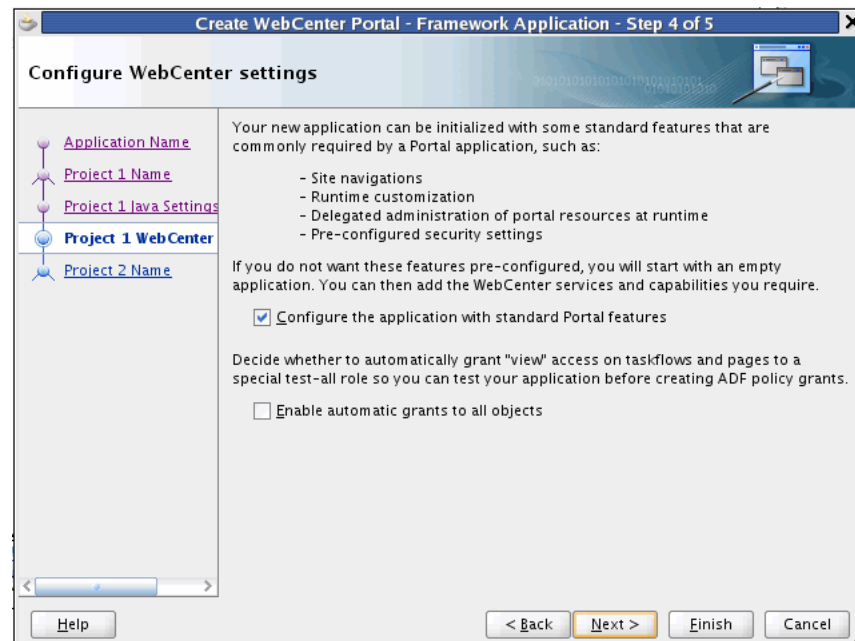 Create WebCenter Portal - Framework Application - Step 4 of 5
Configure WebCenter settings
Application Name
Project 1 Name
Project 1 Java Settings
Project 1 WebCenter
Project 2 Name
Your new application can be initialized with some standard features that are
commonly required by a Portal application, such as:
- Site navigations
- Runtime customization
- Delegated administration of portal resources at runtime
- Pre-configured security settings
If you do not want these features pre-configured, you will start with an empty
application. You can then add the WebCenter services and capabilities you require.
Configure the application with standard Portal features
Decide whether to automatically grant "view" access on taskflows and pages to a
special test-all role so you can test your application before creating ADF policy grants.
Enable automatic grants to all objects
Help
< Back
Next >
Finish
Cancel